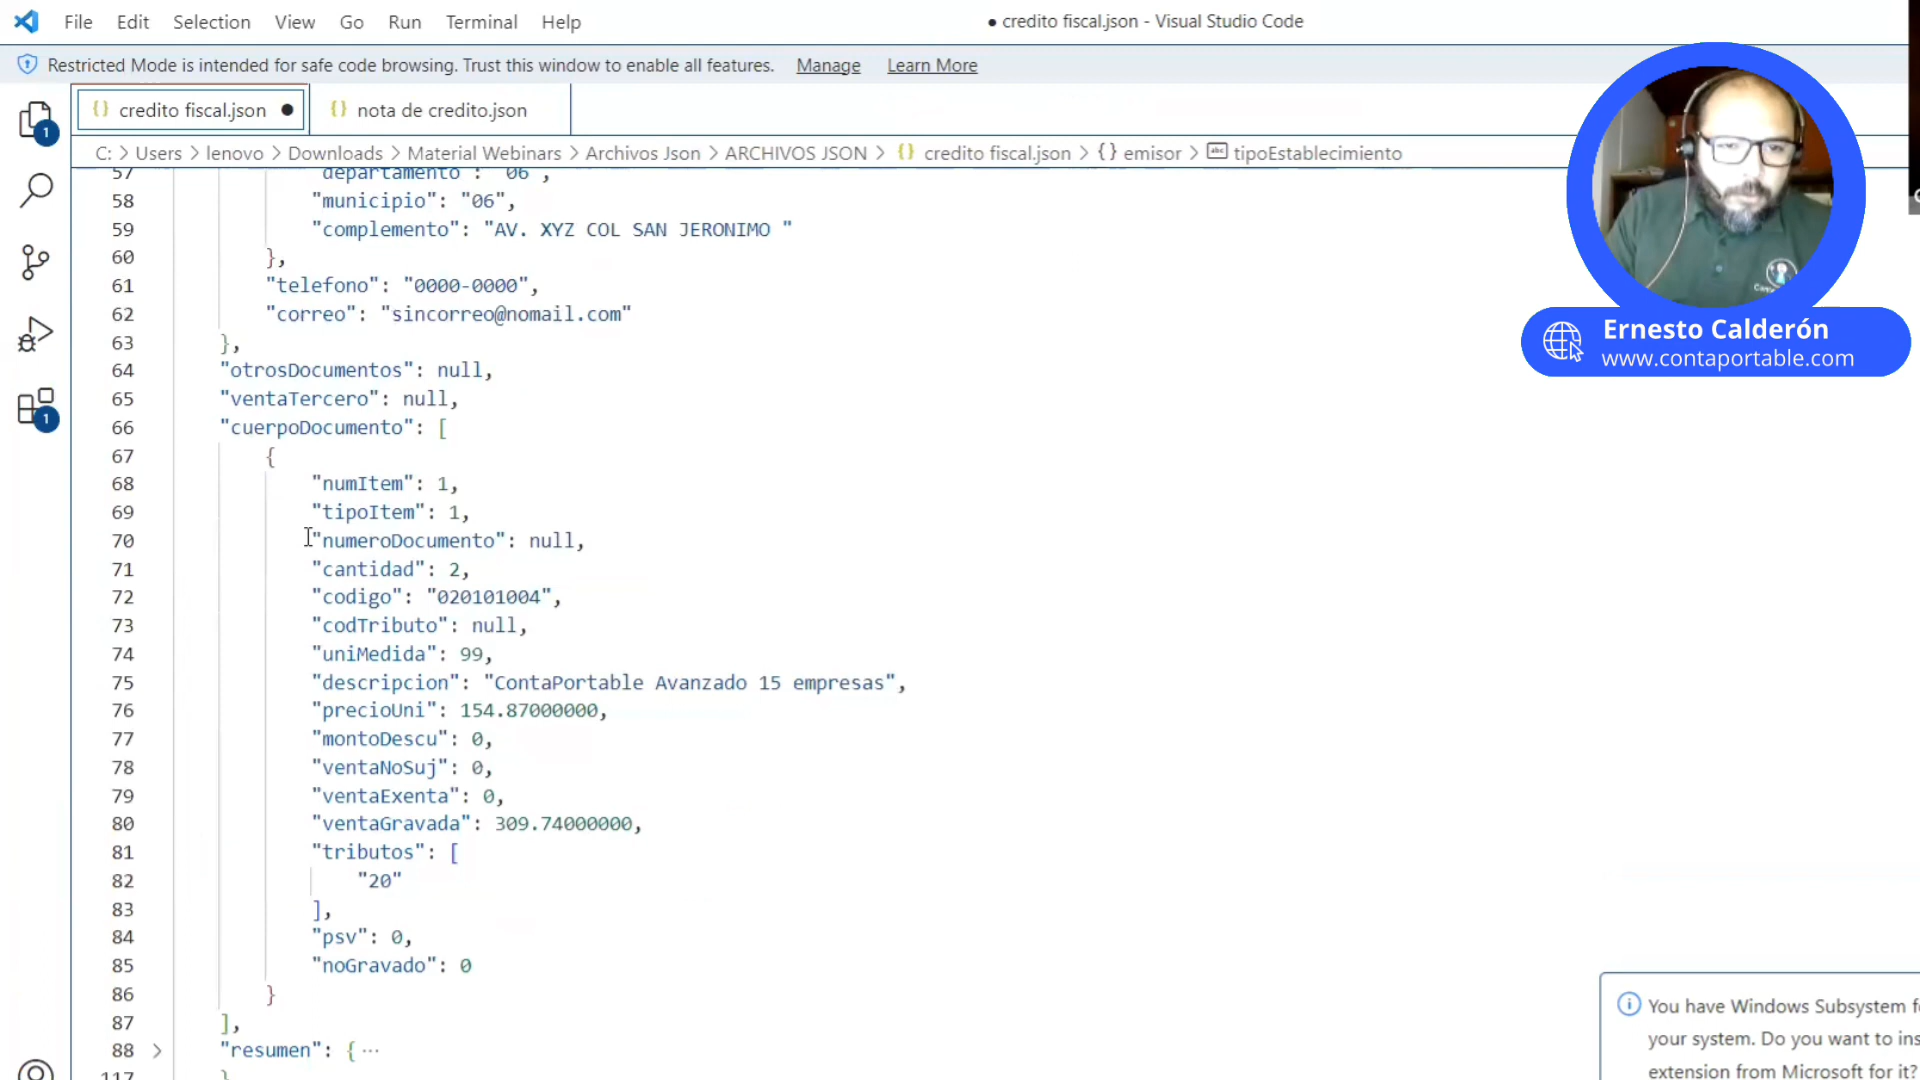 File Edit Selection View Go Run Terminal Help
● credito fiscal.json - Visual Studio Code
Restricted Mode is intended for safe code browsing. Trust this window to enable all features. Manage Learn More
{} credito fiscal.json ●
{} nota de credito.json
1
C: > Users > lenovo > Downloads > Material Webinars > Archivos Json > ARCHIVOS JSON > {} credito fiscal.json > {} emisor > abc tipoEstablecimiento
57 "departamento": "06",
58 "municipio": "06",
59 "complemento": "AV. XYZ COL SAN JERONIMO "
60 },
61 "telefono": "0000-0000",
62 "correo": "sincorreo@nomail.com"
63 },
64 "otrosDocumentos": null,
65 "ventaTercero": null,
66 "cuerpoDocumento": [
67 {
68 "numItem": 1,
69 "tipoItem": 1,
70 "numeroDocumento": null,
71 "cantidad": 2,
72 "codigo": "020101004",
73 "codTributo": null,
74 "uniMedida": 99,
75 "descripcion": "ContaPortable Avanzado 15 empresas",
76 "precioUni": 154.87000000,
77 "montoDescu": 0,
78 "ventaNoSuj": 0,
79 "ventaExenta": 0,
80 "ventaGravada": 309.74000000,
81 "tributos": [
82 "20"
83 ],
84 "psv": 0,
85 "noGravado": 0
86 }
87 ],
88 > "resumen": { ...
117 }
1
Ernesto Calderón
www.contaportable.com
You have Windows Subsystem
your system. Do you want to
extension from Microsoft for it?